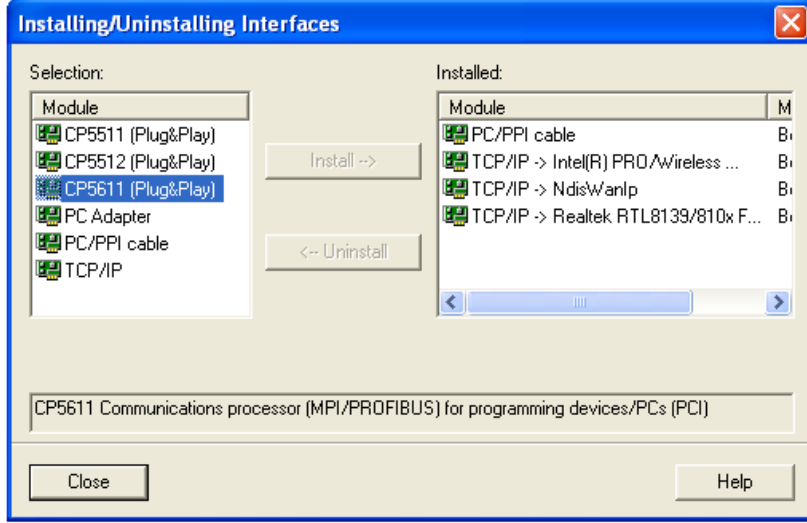 Installing/Uninstalling Interfaces
Selection:
Module
CP5511 (Plug&Play)
CP5512 (Plug&Play)
CP5611 (Plug&Play)
PC Adapter
PC/PPI cable
TCP/IP
Install -->
<-- Uninstall
Installed:
Module M
PC/PPI cable
TCP/IP -> Intel(R) PRO/Wireless ...
TCP/IP -> NdisWanIp
TCP/IP -> Realtek RTL8139/810x F...
CP5611 Communications processor (MPI/PROFIBUS) for programming devices/PCs (PCI)
Close
Help